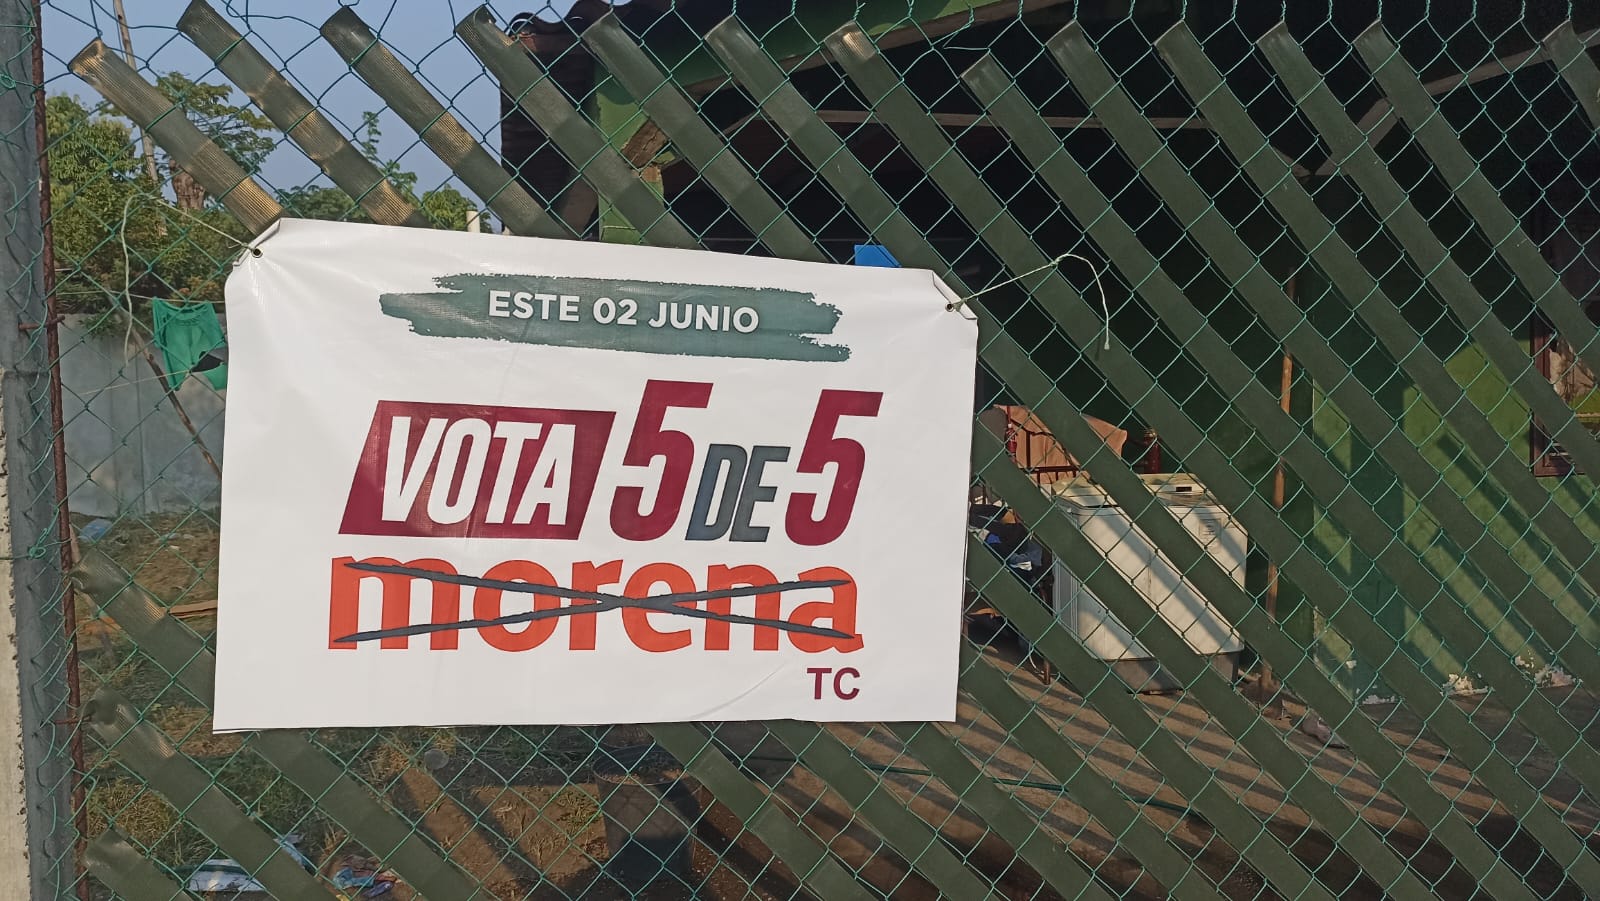 ESTE 02 JUNIO
VOTA 5 DE 5
morena
TC